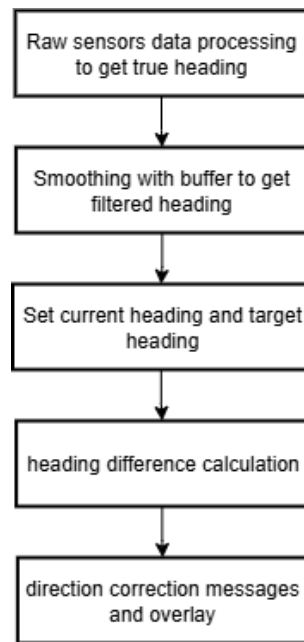 Raw sensors data processing
to get true heading
Smoothing with buffer to get
filtered heading
Set current heading and target
heading
heading difference calculation
direction correction messages
and overlay